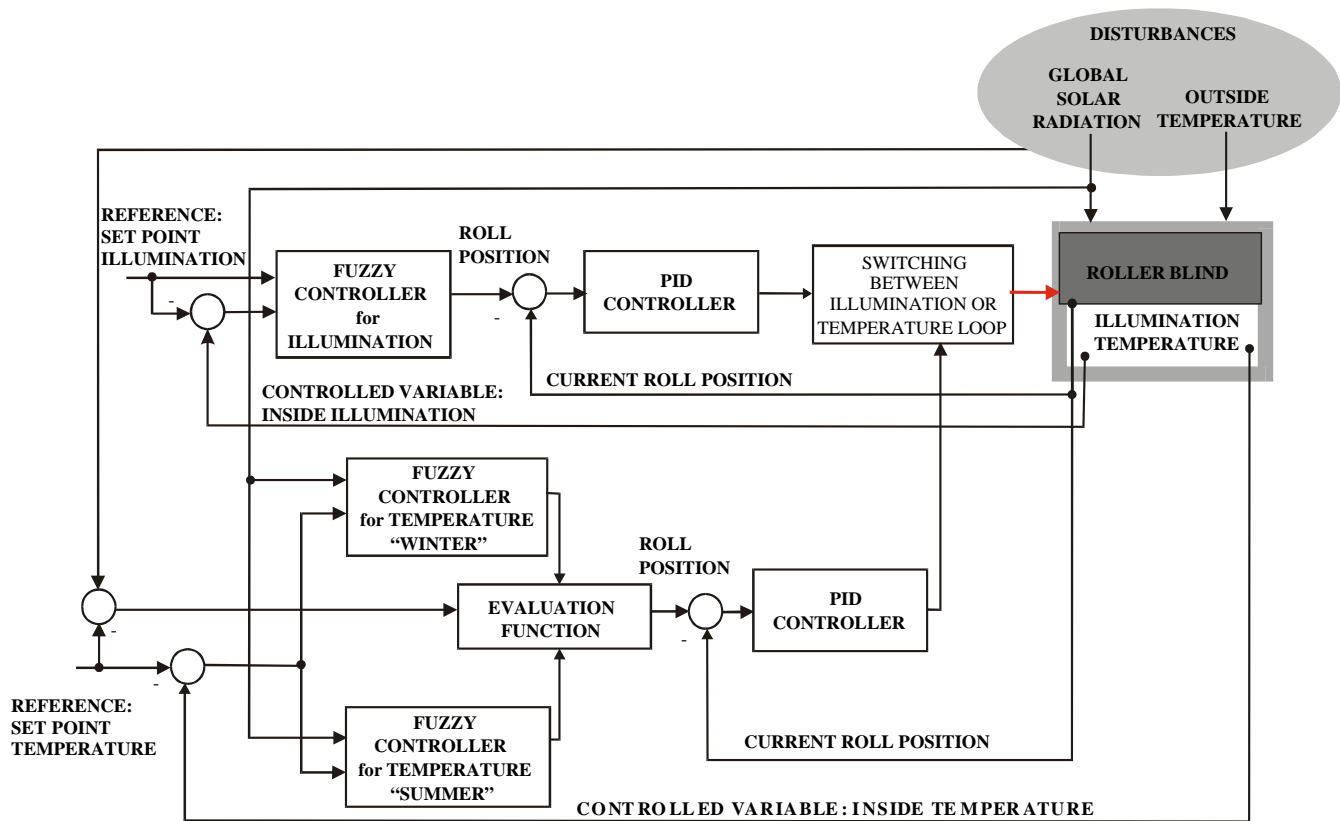 DISTURBANCES
GLOBAL
SOLAR
RADIATION
OUTSIDE
TEMPERATURE
REFERENCE:
SET POINT
ILLUMINATION
-
FUZZY
CONTROLLER
for
ILLUMINATION
ROLL
POSITION
-
PID
CONTROLLER
SWITCHING
BETWEEN
ILLUMINATION OR
TEMPERATURE LOOP
ROLLER BLIND
ILLUMINATION
TEMPERATURE
CURRENT ROLL POSITION
CONTROLLED VARIABLE:
INSIDE ILLUMINATION
FUZZY
CONTROLLER
for TEMPERATURE
“WINTER”
ROLL
POSITION
EVALUATION
FUNCTION
-
PID
CONTROLLER
-
-
REFERENCE:
SET POINT
TEMPERATURE
FUZZY
CONTROLLER
for TEMPERATURE
“SUMMER”
CURRENT ROLL POSITION
CONTROLLED VARIABLE: INSIDE TEMPERATURE